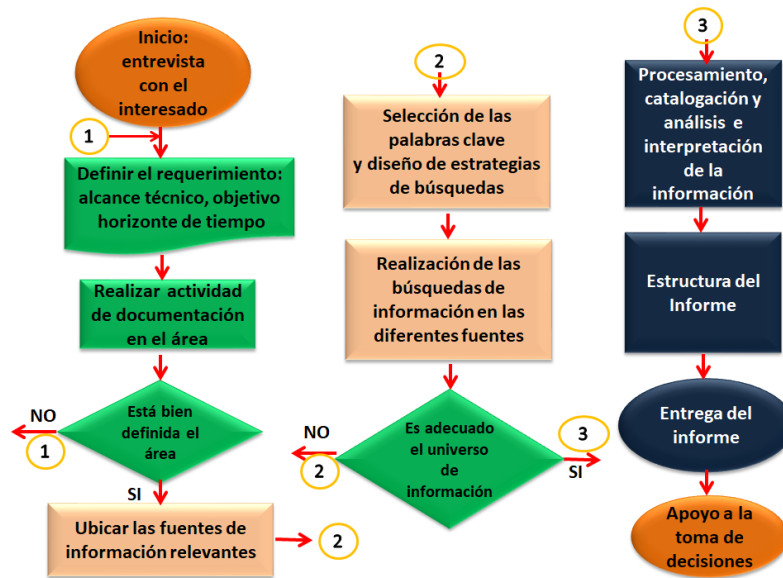 Inicio:
entrevista
con el
interesado
1
Definir el requerimiento:
alcance técnico, objetivo
horizonte de tiempo
Realizar actividad
de documentación
en el área
Está bien
definida el
área
NO
1
SI
Ubicar las fuentes de
información relevantes
2
2
Selección de las
palabras clave
y diseño de estrategias
de búsquedas
Realización de las
búsquedas de
información en las
diferentes fuentes
Es adecuado
el universo
de
información
NO
2
3
SI
3
Procesamiento,
catalogación y
análisis e
interpretación
de la
información
Estructura del
Informe
Entrega del
informe
Apoyo a la
toma de
decisiones